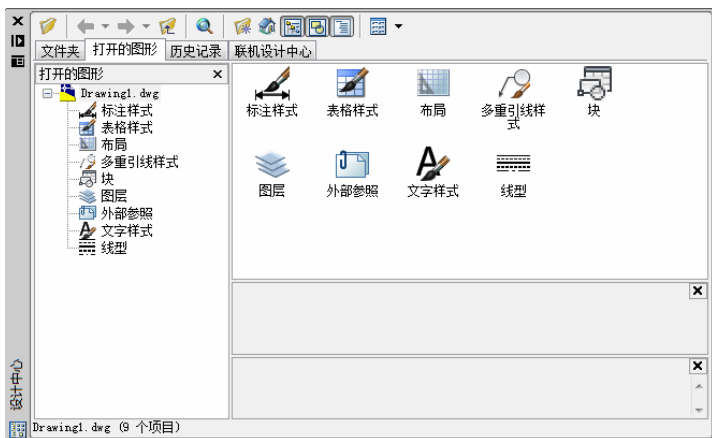 文件夹 打开的图形 历史记录 联机设计中心
打开的图形
Drawing1.dwg
标注样式
表格样式
布局
多重引线样式
块
图层
外部参照
文字样式
线型
标注样式 表格样式 布局 多重引线样
式 块
图层 外部参照 文字样式 线型
设计中心
Drawing1.dwg (9 个项目)